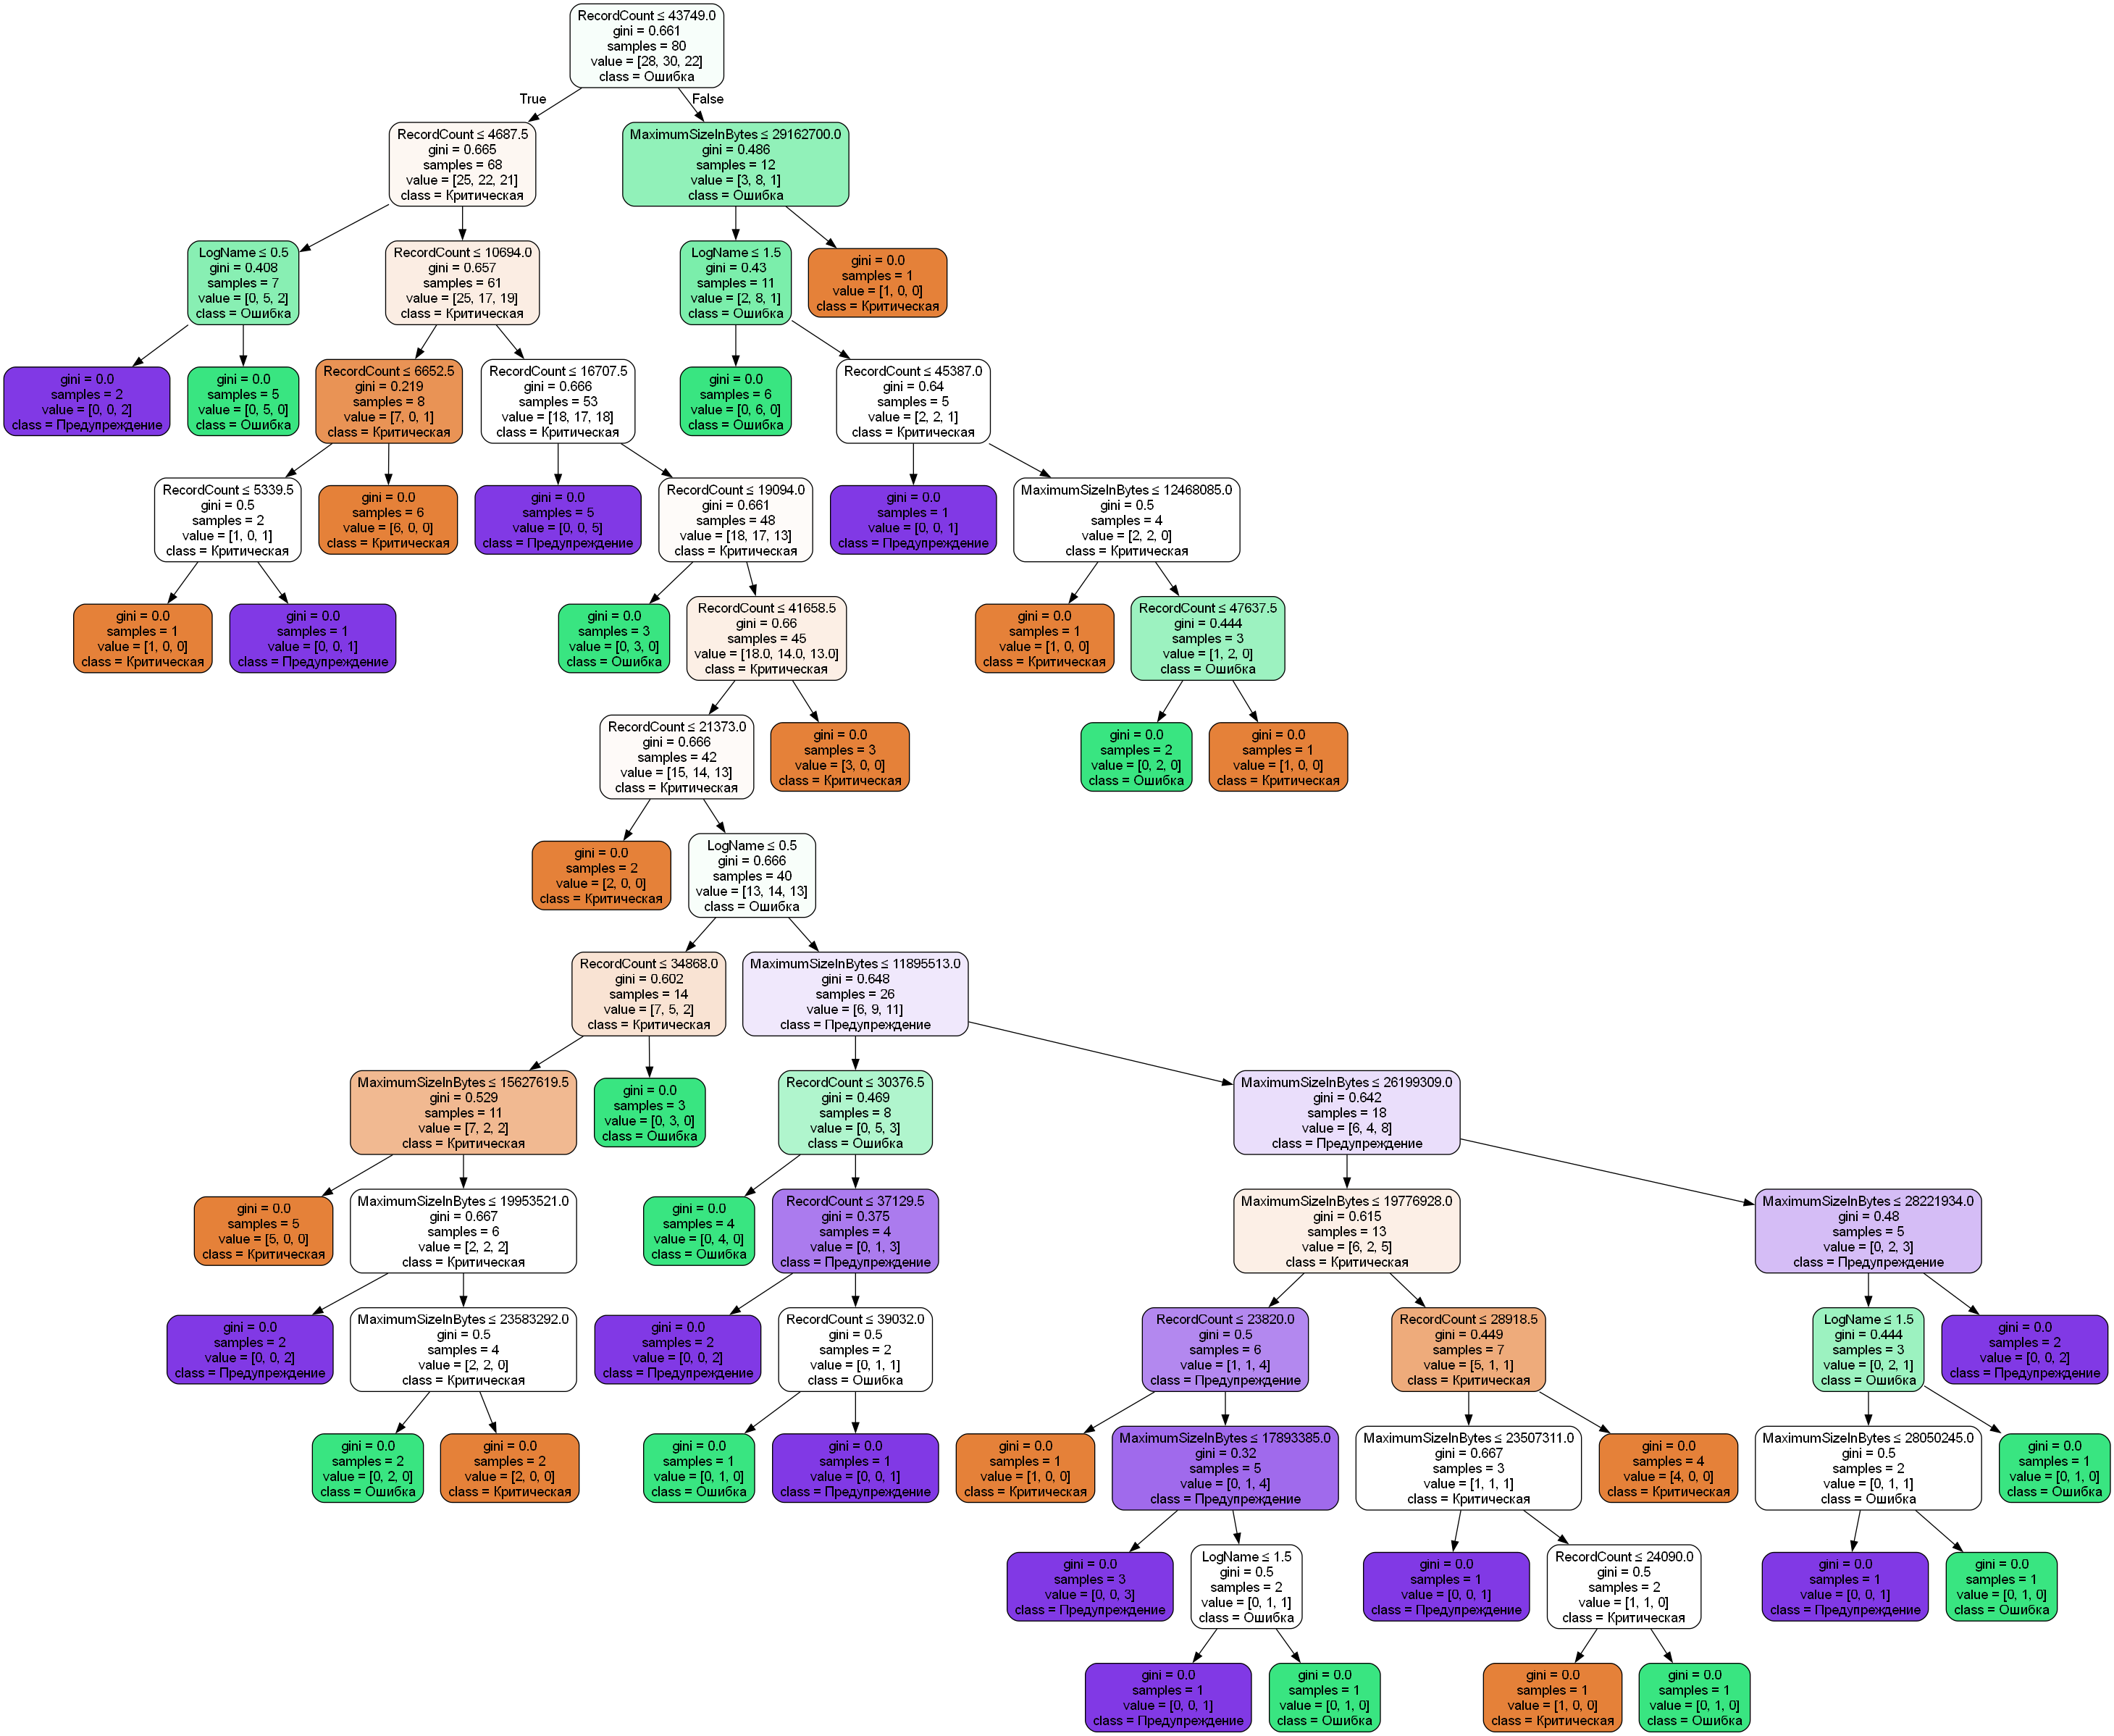 RecordCount ≤ 43749.0
gini = 0.661
samples = 80
value = [28, 30, 22]
class = Ошибка
True
False
RecordCount ≤ 4687.5
gini = 0.665
samples = 68
value = [25, 22, 21]
class = Критическая
MaximumSizeInBytes ≤ 29162700.0
gini = 0.486
samples = 12
value = [3, 8, 1]
class = Ошибка
LogName ≤ 0.5
gini = 0.408
samples = 7
value = [0, 5, 2]
class = Ошибка
RecordCount ≤ 10694.0
gini = 0.657
samples = 61
value = [25, 17, 19]
class = Критическая
LogName ≤ 1.5
gini = 0.43
samples = 11
value = [2, 8, 1]
class = Ошибка
gini = 0.0
samples = 1
value = [1, 0, 0]
class = Критическая
gini = 0.0
samples = 2
value = [0, 0, 2]
class = Предупреждение
gini = 0.0
samples = 5
value = [0, 5, 0]
class = Ошибка
RecordCount ≤ 6652.5
gini = 0.219
samples = 8
value = [7, 0, 1]
class = Критическая
RecordCount ≤ 16707.5
gini = 0.666
samples = 53
value = [18, 17, 18]
class = Критическая
gini = 0.0
samples = 6
value = [0, 6, 0]
class = Ошибка
RecordCount ≤ 45387.0
gini = 0.64
samples = 5
value = [2, 2, 1]
class = Критическая
RecordCount ≤ 5339.5
gini = 0.5
samples = 2
value = [1, 0, 1]
class = Критическая
gini = 0.0
samples = 6
value = [6, 0, 0]
class = Критическая
gini = 0.0
samples = 5
value = [0, 0, 5]
class = Предупреждение
RecordCount ≤ 19094.0
gini = 0.661
samples = 48
value = [18, 17, 13]
class = Критическая
gini = 0.0
samples = 1
value = [0, 0, 1]
class = Предупреждение
MaximumSizeInBytes ≤ 12468085.0
gini = 0.5
samples = 4
value = [2, 2, 0]
class = Критическая
gini = 0.0
samples = 1
value = [1, 0, 0]
class = Критическая
gini = 0.0
samples = 1
value = [0, 0, 1]
class = Предупреждение
gini = 0.0
samples = 3
value = [0, 3, 0]
class = Ошибка
RecordCount ≤ 41658.5
gini = 0.66
samples = 45
value = [18.0, 14.0, 13.0]
class = Критическая
gini = 0.0
samples = 1
value = [1, 0, 0]
class = Критическая
RecordCount ≤ 47637.5
gini = 0.444
samples = 3
value = [1, 2, 0]
class = Ошибка
RecordCount ≤ 21373.0
gini = 0.666
samples = 42
value = [15, 14, 13]
class = Критическая
gini = 0.0
samples = 3
value = [3, 0, 0]
class = Критическая
gini = 0.0
samples = 2
value = [0, 2, 0]
class = Ошибка
gini = 0.0
samples = 1
value = [1, 0, 0]
class = Критическая
gini = 0.0
samples = 2
value = [2, 0, 0]
class = Критическая
LogName ≤ 0.5
gini = 0.666
samples = 40
value = [13, 14, 13]
class = Ошибка
RecordCount ≤ 34868.0
gini = 0.602
samples = 14
value = [7, 5, 2]
class = Критическая
MaximumSizeInBytes ≤ 11895513.0
gini = 0.648
samples = 26
value = [6, 9, 11]
class = Предупреждение
MaximumSizeInBytes ≤ 15627619.5
gini = 0.529
samples = 11
value = [7, 2, 2]
class = Критическая
gini = 0.0
samples = 3
value = [0, 3, 0]
class = Ошибка
RecordCount ≤ 30376.5
gini = 0.469
samples = 8
value = [0, 5, 3]
class = Ошибка
MaximumSizeInBytes ≤ 26199309.0
gini = 0.642
samples = 18
value = [6, 4, 8]
class = Предупреждение
gini = 0.0
samples = 5
value = [5, 0, 0]
class = Критическая
MaximumSizeInBytes ≤ 19953521.0
gini = 0.667
samples = 6
value = [2, 2, 2]
class = Критическая
gini = 0.0
samples = 4
value = [0, 4, 0]
class = Ошибка
RecordCount ≤ 37129.5
gini = 0.375
samples = 4
value = [0, 1, 3]
class = Предупреждение
MaximumSizeInBytes ≤ 19776928.0
gini = 0.615
samples = 13
value = [6, 2, 5]
class = Критическая
MaximumSizeInBytes ≤ 28221934.0
gini = 0.48
samples = 5
value = [0, 2, 3]
class = Предупреждение
gini = 0.0
samples = 2
value = [0, 0, 2]
class = Предупреждение
MaximumSizeInBytes ≤ 23583292.0
gini = 0.5
samples = 4
value = [2, 2, 0]
class = Критическая
gini = 0.0
samples = 2
value = [0, 0, 2]
class = Предупреждение
RecordCount ≤ 39032.0
gini = 0.5
samples = 2
value = [0, 1, 1]
class = Ошибка
RecordCount ≤ 23820.0
gini = 0.5
samples = 6
value = [1, 1, 4]
class = Предупреждение
RecordCount ≤ 28918.5
gini = 0.449
samples = 7
value = [5, 1, 1]
class = Критическая
LogName ≤ 1.5
gini = 0.444
samples = 3
value = [0, 2, 1]
class = Ошибка
gini = 0.0
samples = 2
value = [0, 0, 2]
class = Предупреждение
gini = 0.0
samples = 2
value = [0, 2, 0]
class = Ошибка
gini = 0.0
samples = 2
value = [2, 0, 0]
class = Критическая
gini = 0.0
samples = 1
value = [0, 1, 0]
class = Ошибка
gini = 0.0
samples = 1
value = [0, 0, 1]
class = Предупреждение
gini = 0.0
samples = 1
value = [1, 0, 0]
class = Критическая
MaximumSizeInBytes ≤ 17893385.0
gini = 0.32
samples = 5
value = [0, 1, 4]
class = Предупреждение
MaximumSizeInBytes ≤ 23507311.0
gini = 0.667
samples = 3
value = [1, 1, 1]
class = Критическая
gini = 0.0
samples = 4
value = [4, 0, 0]
class = Критическая
MaximumSizeInBytes ≤ 28050245.0
gini = 0.5
samples = 2
value = [0, 1, 1]
class = Ошибка
gini = 0.0
samples = 1
value = [0, 1, 0]
class = Ошибка
gini = 0.0
samples = 3
value = [0, 0, 3]
class = Предупреждение
LogName ≤ 1.5
gini = 0.5
samples = 2
value = [0, 1, 1]
class = Ошибка
gini = 0.0
samples = 1
value = [0, 0, 1]
class = Предупреждение
RecordCount ≤ 24090.0
gini = 0.5
samples = 2
value = [1, 1, 0]
class = Критическая
gini = 0.0
samples = 1
value = [0, 0, 1]
class = Предупреждение
gini = 0.0
samples = 1
value = [0, 1, 0]
class = Ошибка
gini = 0.0
samples = 1
value = [0, 0, 1]
class = Предупреждение
gini = 0.0
samples = 1
value = [0, 1, 0]
class = Ошибка
gini = 0.0
samples = 1
value = [1, 0, 0]
class = Критическая
gini = 0.0
samples = 1
value = [0, 1, 0]
class = Ошибка